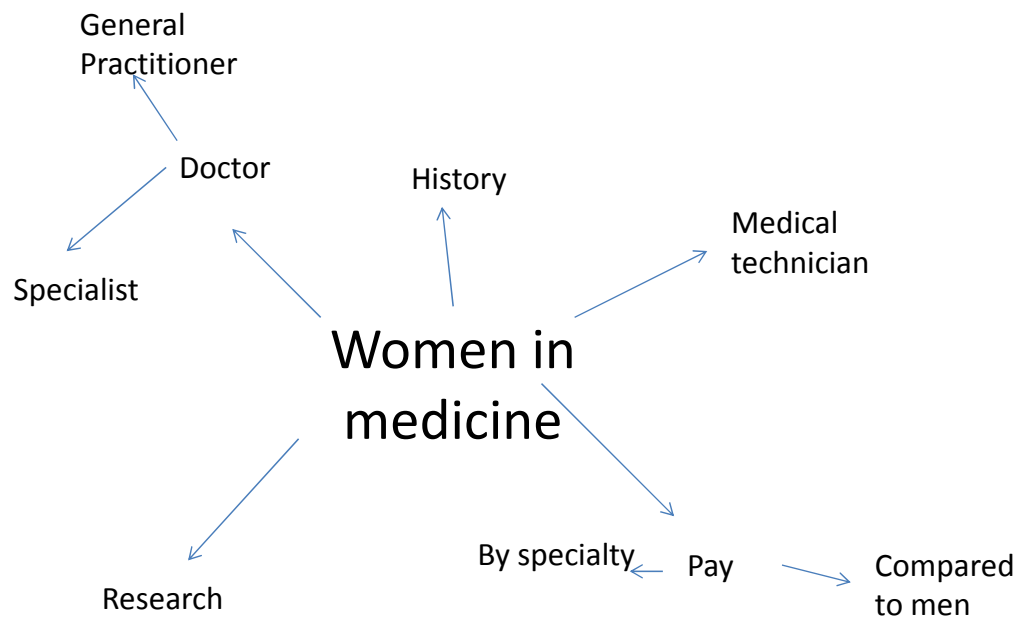 General
Practitioner
Doctor
History
Medical
technician
Specialist
Women in
medicine
By specialty
Pay
Compared
to men
Research